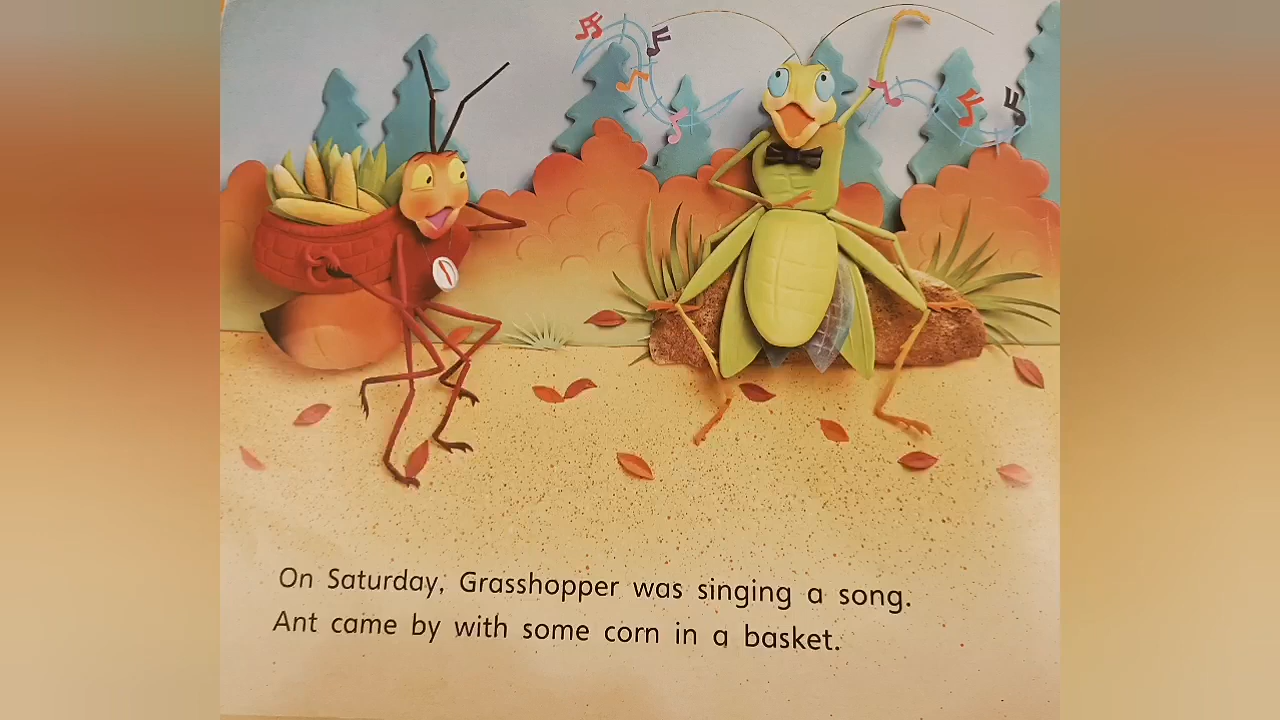 On Saturday, Grasshopper was singing a song.
Ant came by with some corn in a basket.